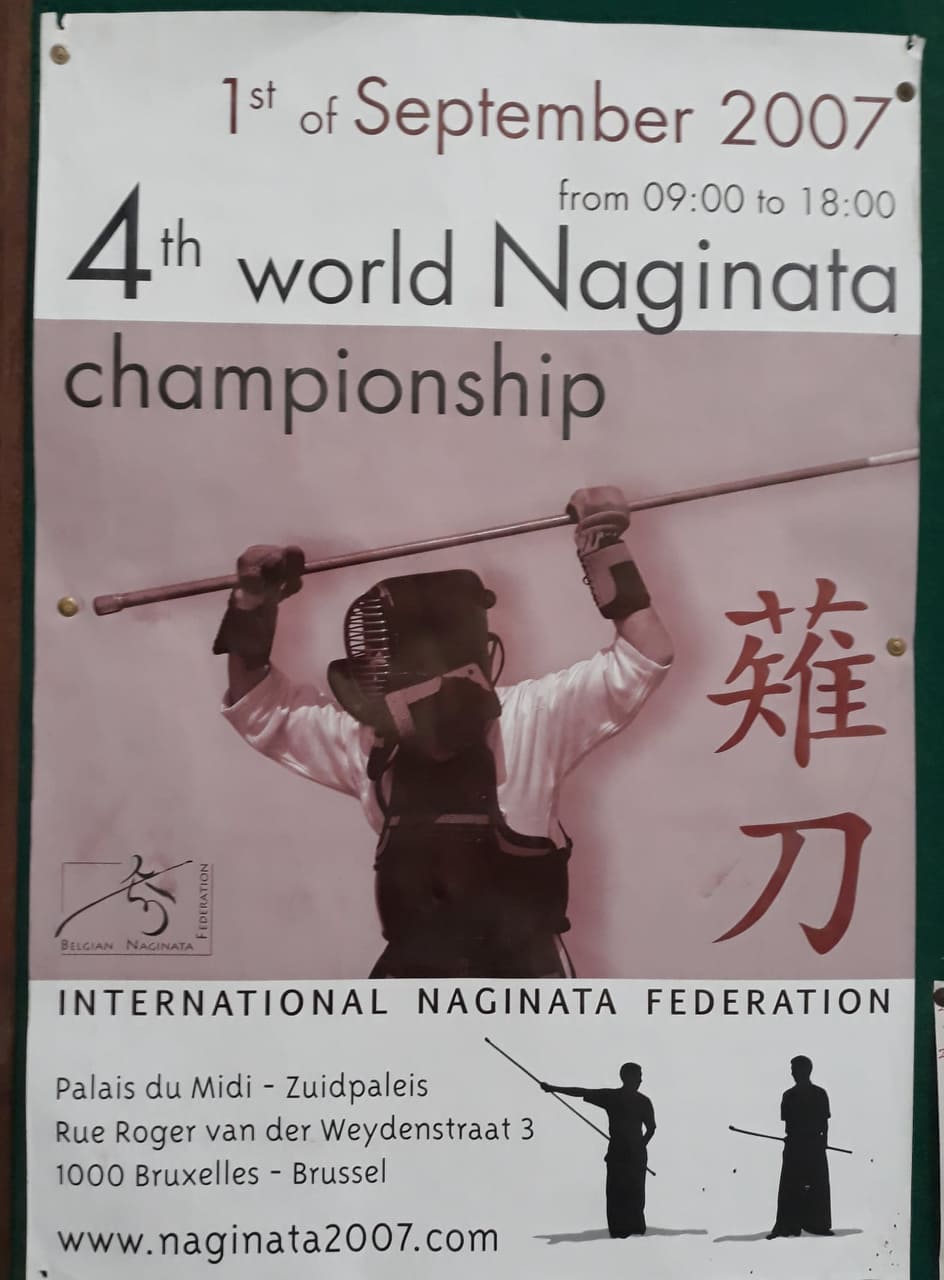 1st of September 2007
from 09:00 to 18:00
4th world Naginata
championship
薙
刀
BELGIAN NAGINATA
FEDERATION
INTERNATIONAL NAGINATA FEDERATION
Palais du Midi - Zuidpaleis
Rue Roger van der Weydenstraat 3
1000 Bruxelles - Brussel
www.naginata2007.com